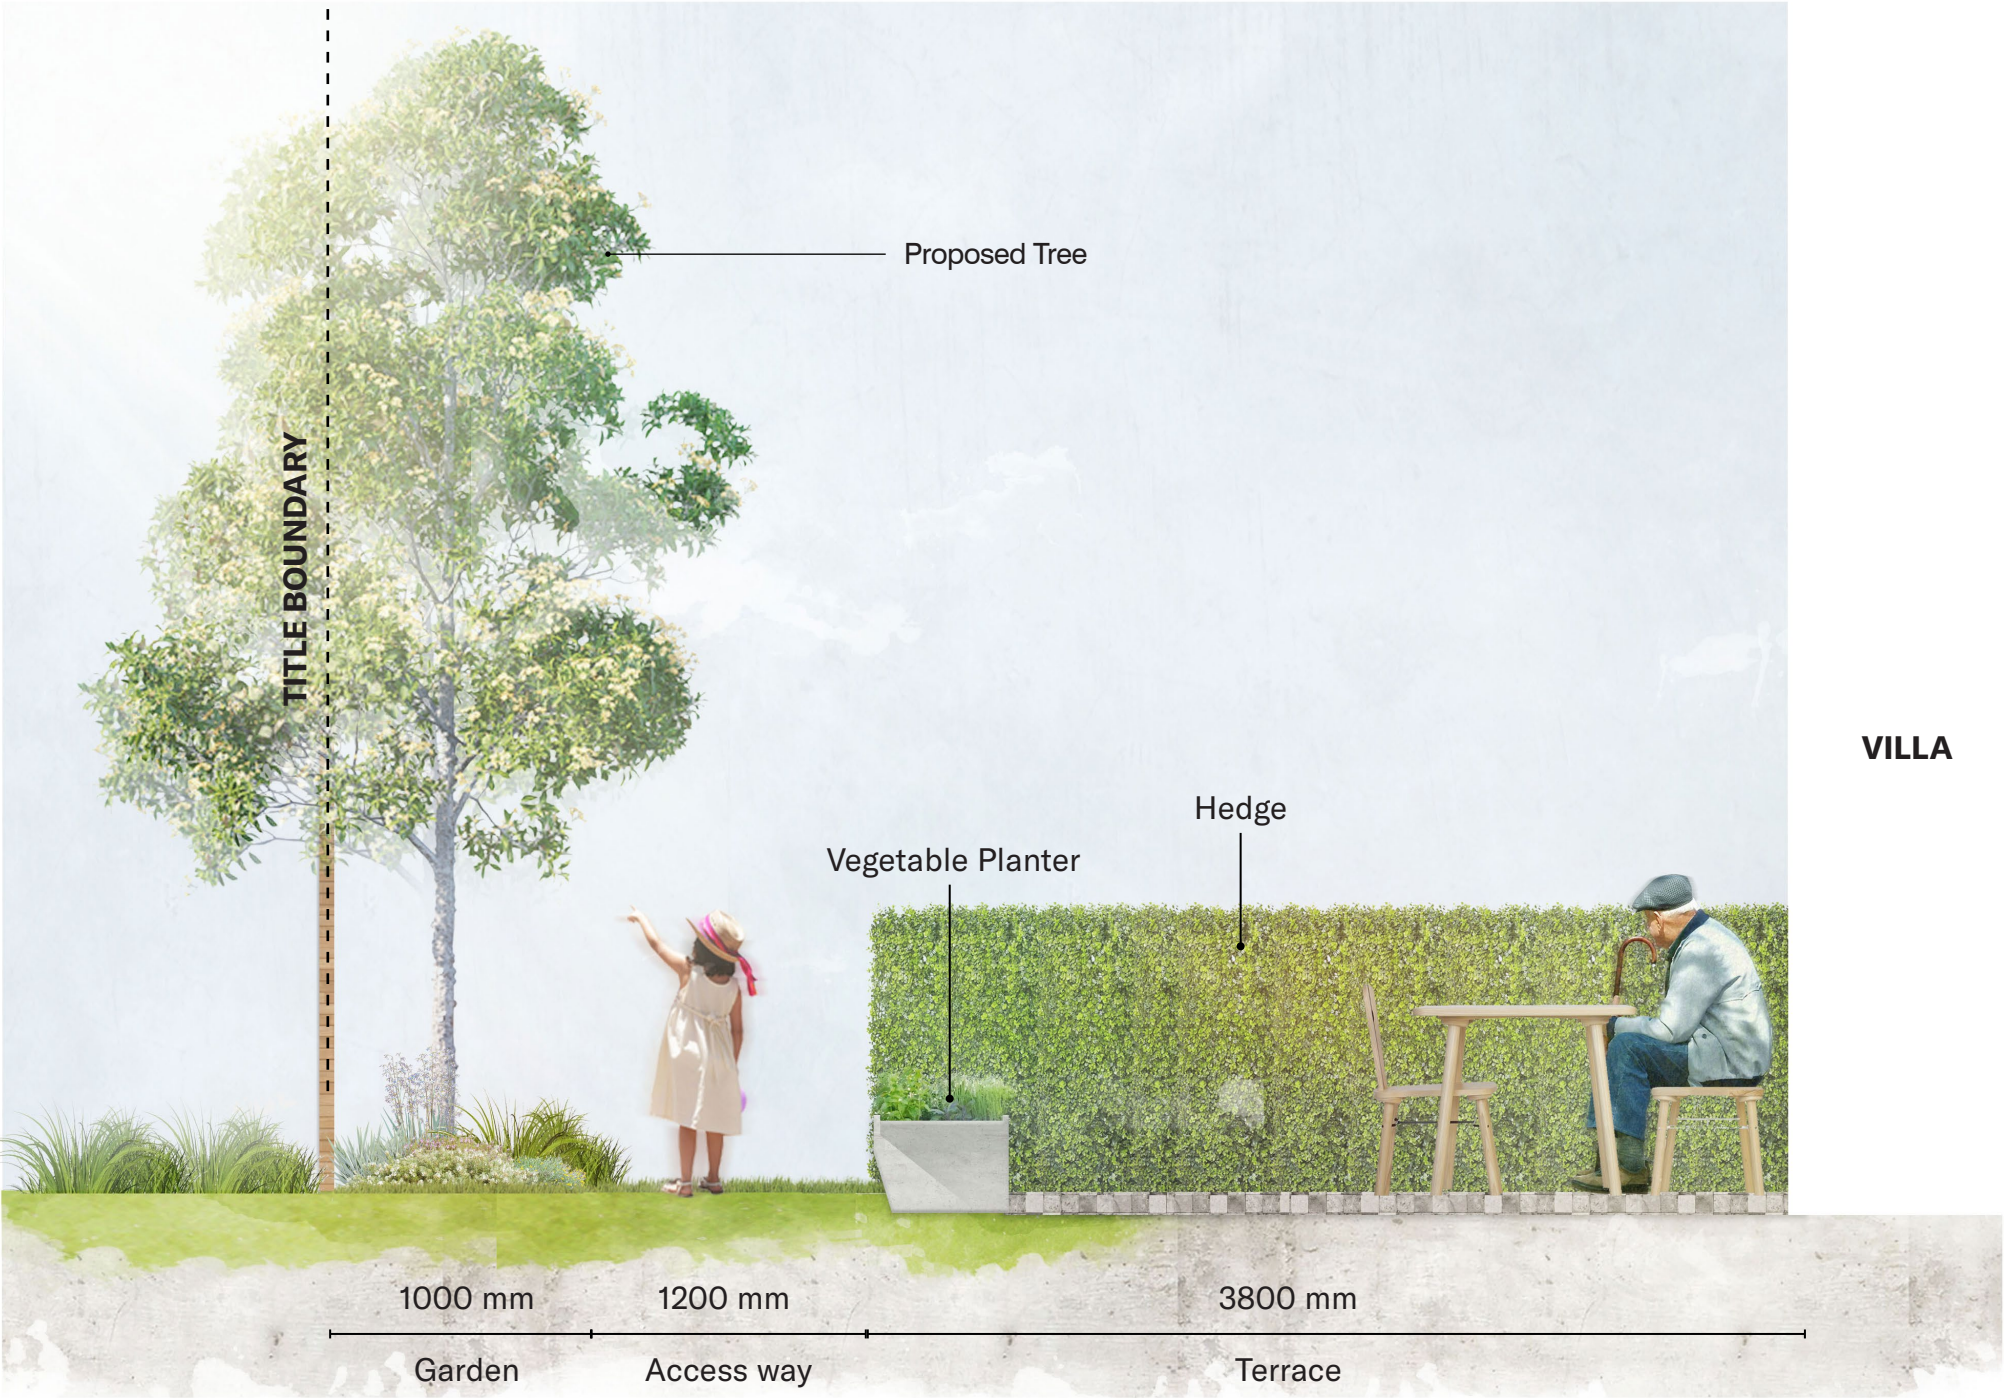 Proposed Tree
TITLE BOUNDARY
VILLA
Hedge
Vegetable Planter
1000 mm
1200 mm
3800 mm
Garden
Access way
Terrace